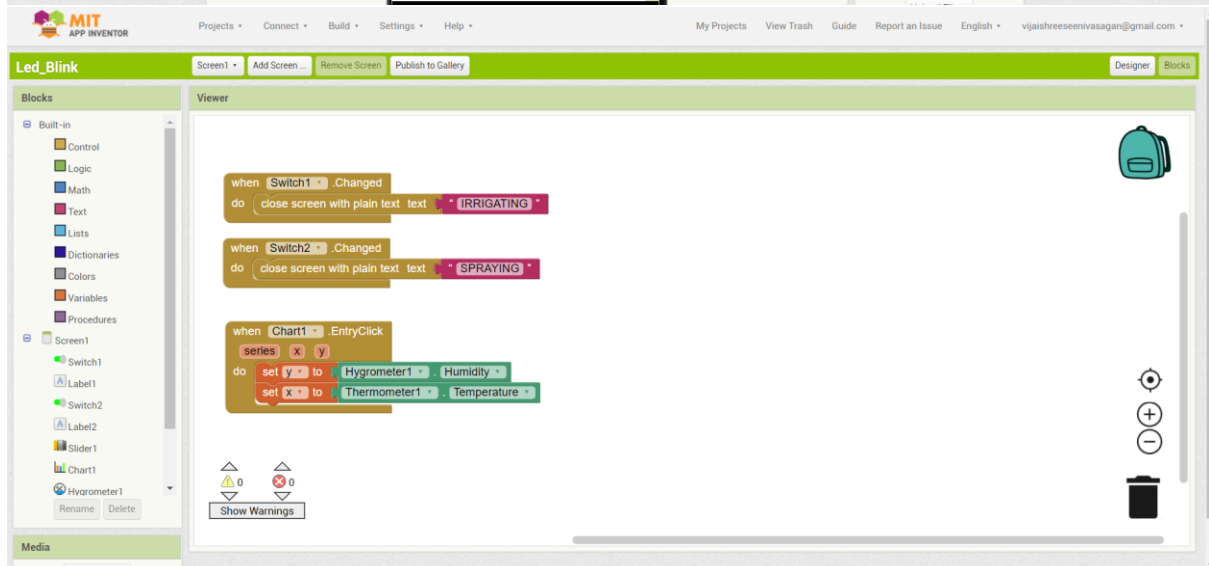 MIT
APP INVENTOR
Projects Connect Build Settings Help My Projects View Trash Guide Report an Issue English vijaishreeseenivasagan@gmail.com
Led_Blink Screen1 Add Screen ... Remove Screen Publish to Gallery Designer Blocks
Blocks
Viewer
Built-in
Control
Logic
Math
Text
Lists
Dictionaries
Colors
Variables
Procedures
Screen1
Switch1
Label1
Switch2
Label2
Slider1
Chart1
Hygrometer1
Rename Delete
Media
when Switch1 .Changed
do close screen with plain text text " IRRIGATING "
when Switch2 .Changed
do close screen with plain text text " SPRAYING "
when Chart1 .EntryClick
series x y
do set y to Hygrometer1 . Humidity
set x to Thermometer1 . Temperature
0 0
Show Warnings